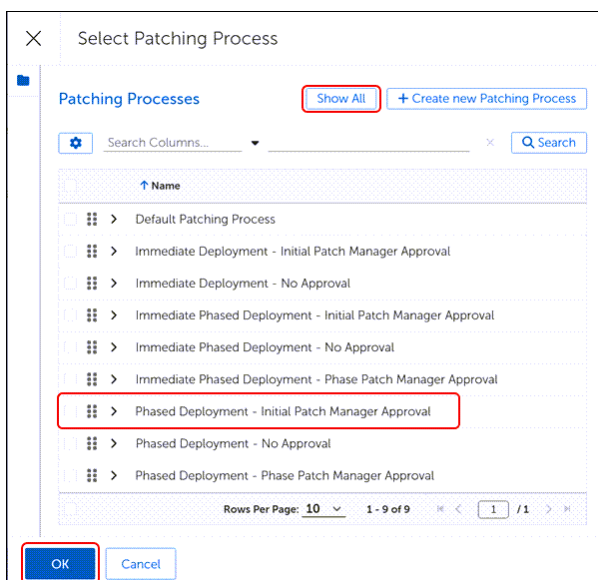 Select Patching Process
Patching Processes
Show All
+ Create new Patching Process
Search Columns...
Search
Name
Default Patching Process
Immediate Deployment - Initial Patch Manager Approval
Immediate Deployment - No Approval
Immediate Phased Deployment - Initial Patch Manager Approval
Immediate Phased Deployment - No Approval
Immediate Phased Deployment - Phase Patch Manager Approval
Phased Deployment - Initial Patch Manager Approval
Phased Deployment - No Approval
Phased Deployment - Phase Patch Manager Approval
Rows Per Page: 10 1 - 9 of 9 1 / 1
OK Cancel